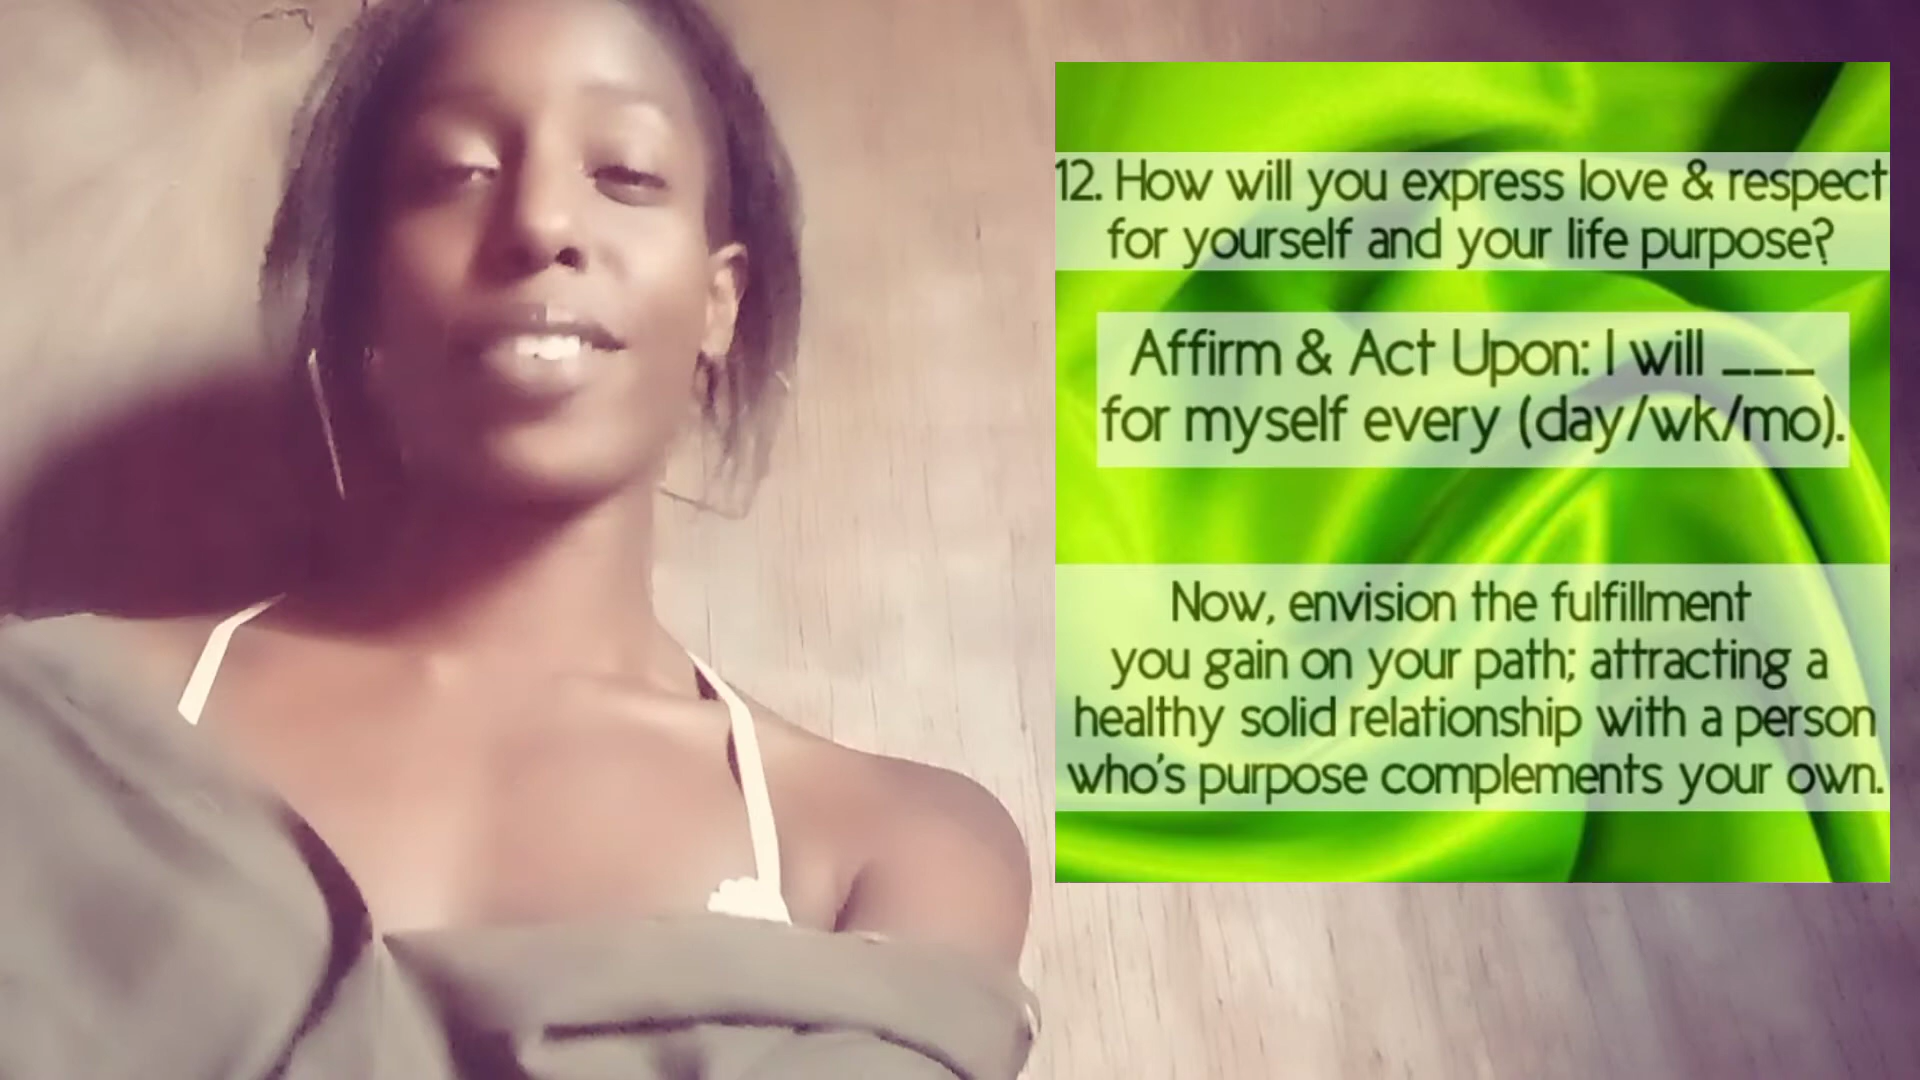 12. How will you express love & respect
for yourself and your life purpose?
Affirm & Act Upon: I will ___
for myself every (day/wk/mo).
Now, envision the fulfillment
you gain on your path; attracting a
healthy solid relationship with a person
who's purpose complements your own.